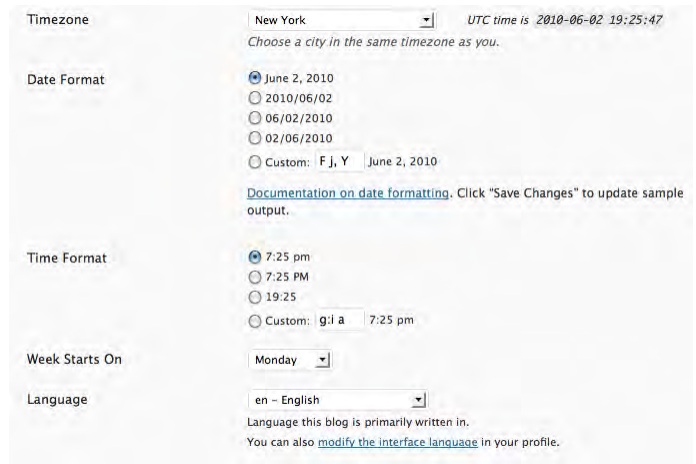 Timezone New York UTC time is 2010-06-02 19:25:47
Choose a city in the same timezone as you.
Date Format June 2, 2010
2010/06/02
06/02/2010
02/06/2010
Custom: F j, Y June 2, 2010
Documentation on date formatting. Click "Save Changes" to update sample
output.
Time Format 7:25 pm
7:25 PM
19:25
Custom: g:i a 7:25 pm
Week Starts On Monday
Language en – English
Language this blog is primarily written in.
You can also modify the interface language in your profile.